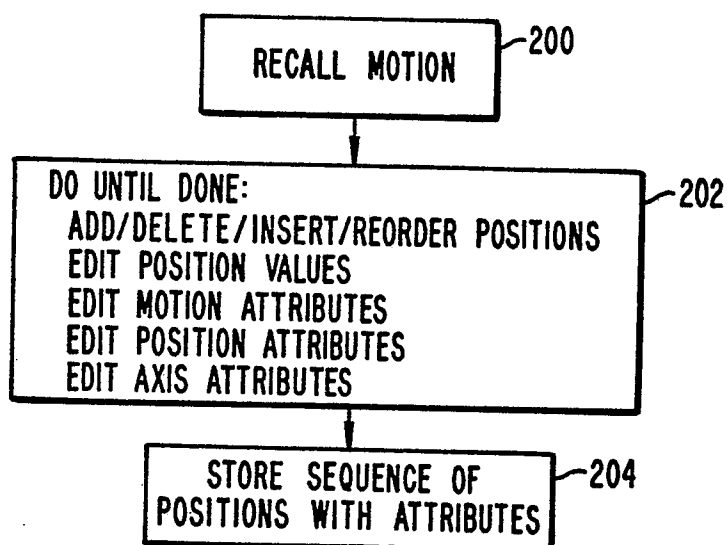 RECALL MOTION
200
DO UNTIL DONE:
202
ADD/DELETE/INSERT/REORDER POSITIONS
EDIT POSITION VALUES
EDIT MOTION ATTRIBUTES
EDIT POSITION ATTRIBUTES
EDIT AXIS ATTRIBUTES
STORE SEQUENCE OF
204
POSITIONS WITH ATTRIBUTES